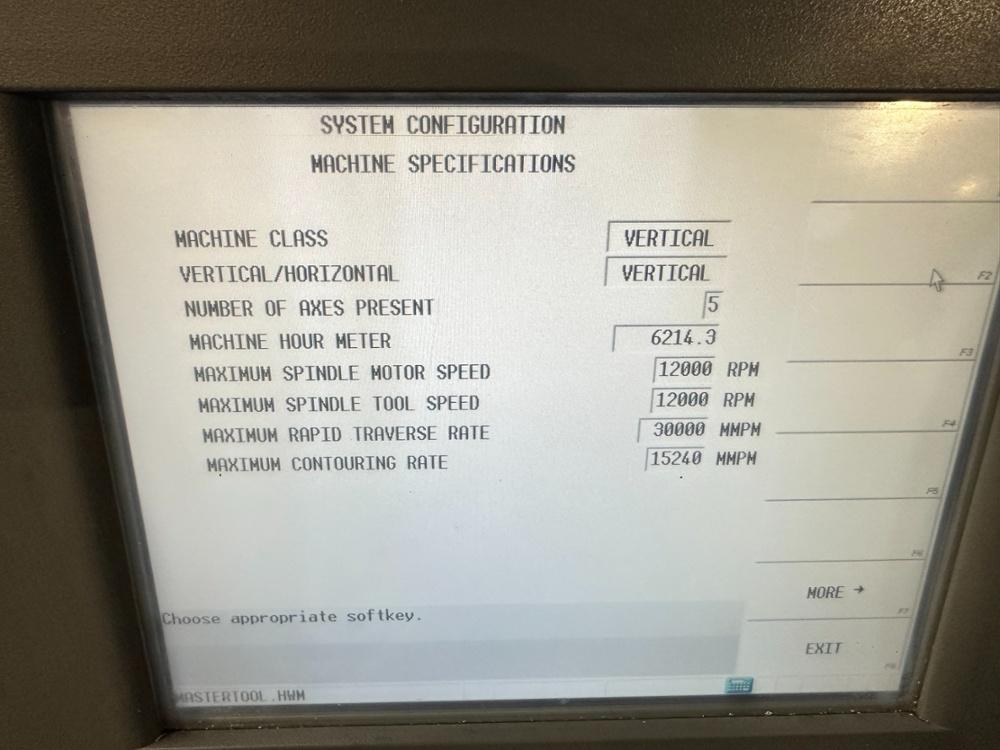 SYSTEM CONFIGURATION
MACHINE SPECIFICATIONS
MACHINE CLASS VERTICAL
VERTICAL/HORIZONTAL VERTICAL
NUMBER OF AXES PRESENT 5
MACHINE HOUR METER 6214.3
MAXIMUM SPINDLE MOTOR SPEED 12000 RPM
MAXIMUM SPINDLE TOOL SPEED 12000 RPM
MAXIMUM RAPID TRAVERSE RATE 30000 MMPM
MAXIMUM CONTOURING RATE 15240 MMPM
F2
F3
F4
F5
F6
MORE →
F7
EXIT
F8
Choose appropriate softkey.
MASTERTOOL.HWM